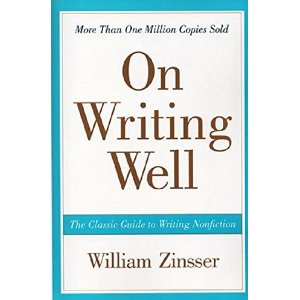 More Than One Million Copies Sold
On
Writing
Well
The Classic Guide to Writing Nonfiction
William Zinsser